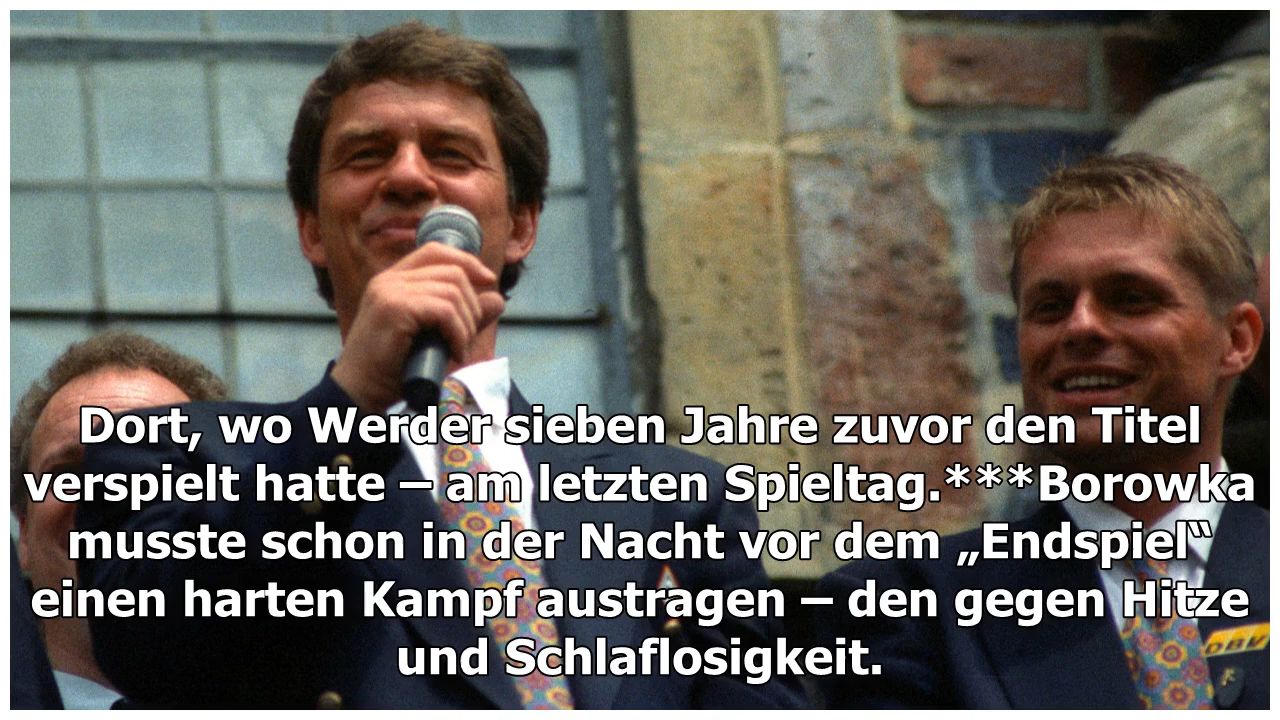 Dort, wo Werder sieben Jahre zuvor den Titel
verspielt hatte – am letzten Spieltag.***Borowka
musste schon in der Nacht vor dem „Endspiel“
einen harten Kampf austragen – den gegen Hitze
und Schlaflosigkeit.
DBV